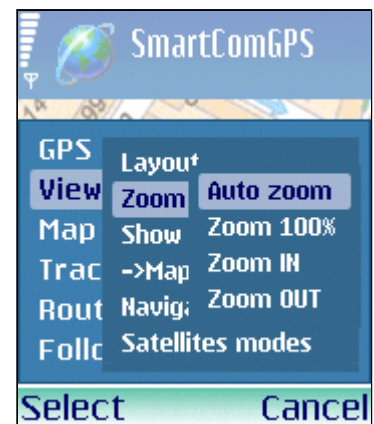 SmartComGPS
GPS
View
Map
Trac
Rout
Follo
Layout
Zoom
Show
->Map
Naviga
Satellites modes
Auto zoom
Zoom 100%
Zoom IN
Zoom OUT
Select
Cancel